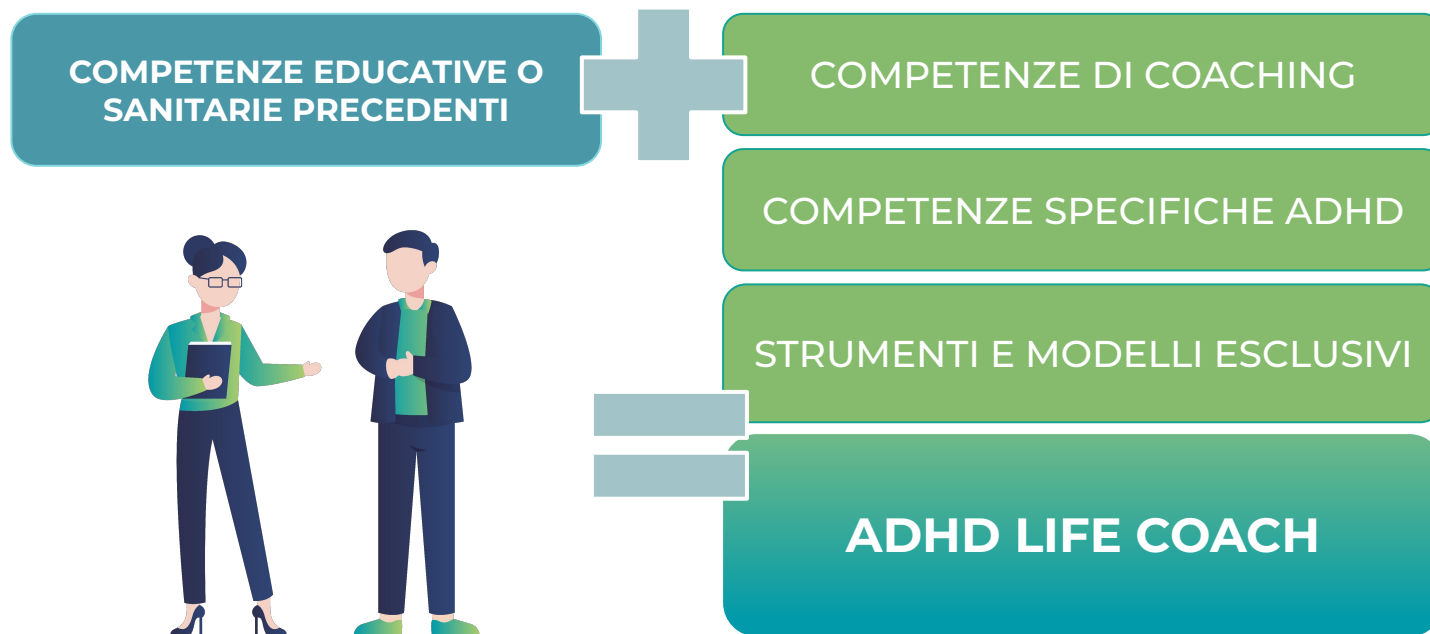 COMPETENZE EDUCATIVE O
SANITARIE PRECEDENTI
COMPETENZE DI COACHING
COMPETENZE SPECIFICHE ADHD
STRUMENTI E MODELLI ESCLUSIVI
ADHD LIFE COACH